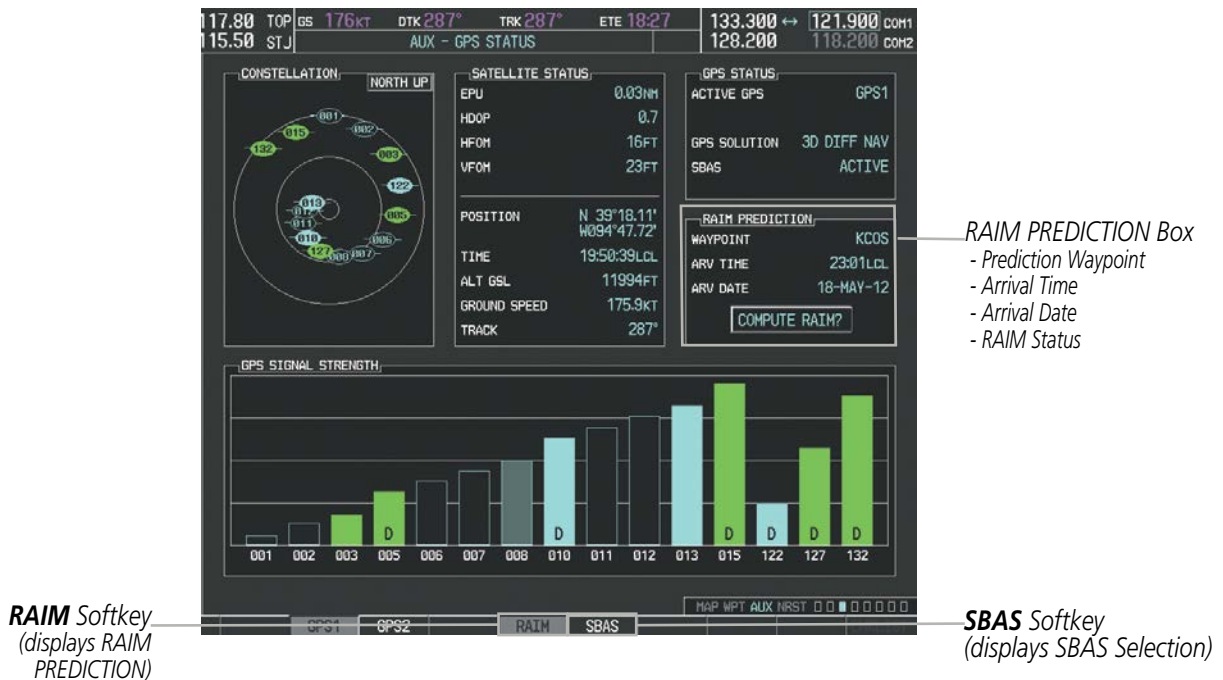 117.80 TOP GS 176KT DTK 287° TRK 287° ETE 18:27 133.300 ↔ 121.900 COM1
115.50 STJ AUX - GPS STATUS 128.200 118.200 COM2
CONSTELLATION
NORTH UP
001
002
015
132
003
122
013
012
005
011
010
006
127
008
007
SATELLITE STATUS
EPU 0.03NM
HDOP 0.7
HFOM 16FT
VFOM 23FT
POSITION N 39°18.11'
W094°47.72'
TIME 19:50:39LCL
ALT GSL 11994FT
GROUND SPEED 175.9KT
TRACK 287°
GPS STATUS
ACTIVE GPS GPS1
GPS SOLUTION 3D DIFF NAV
SBAS ACTIVE
RAIM PREDICTION
WAYPOINT KCOS
ARV TIME 23:01LCL
ARV DATE 18-MAY-12
COMPUTE RAIM?
RAIM PREDICTION Box
- Prediction Waypoint
- Arrival Time
- Arrival Date
- RAIM Status
GPS SIGNAL STRENGTH
D D D D D D
001 002 003 005 006 007 008 010 011 012 013 015 122 127 132
MAP WPT AUX NRST
GPS1 GPS2 RAIM SBAS
RAIM Softkey
(displays RAIM
PREDICTION)
SBAS Softkey
(displays SBAS Selection)